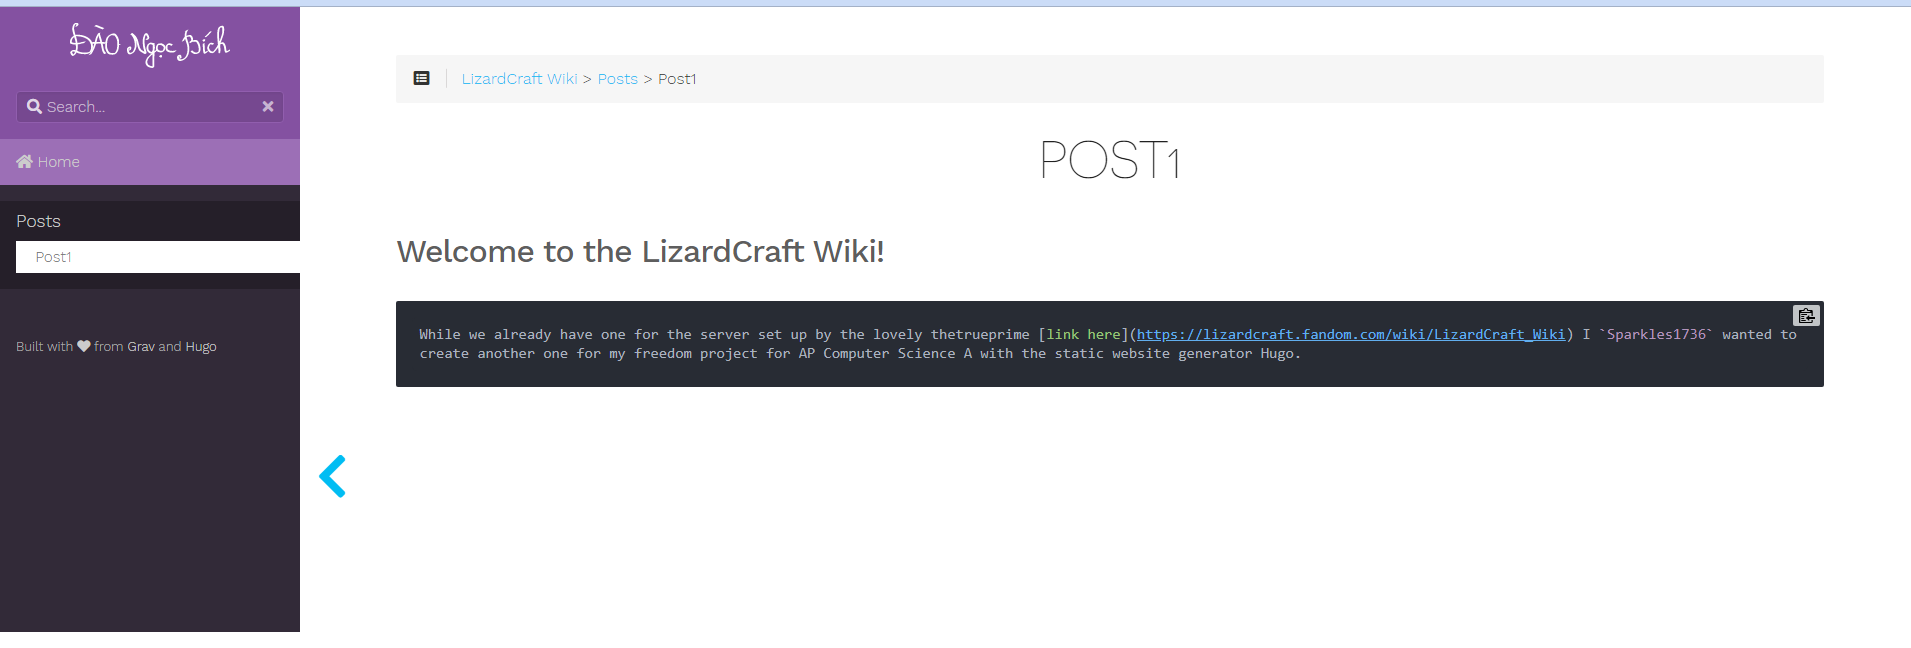 ĐÀO Ngọc Bích
Search...
Home
Posts
Post1
Built with from Grav and Hugo
LizardCraft Wiki > Posts > Post1
POST1
Welcome to the LizardCraft Wiki!
While we already have one for the server set up by the lovely thetrueprime [link here](https://lizardcraft.fandom.com/wiki/LizardCraft_Wiki) I `Sparkles1736` wanted to
create another one for my freedom project for AP Computer Science A with the static website generator Hugo.